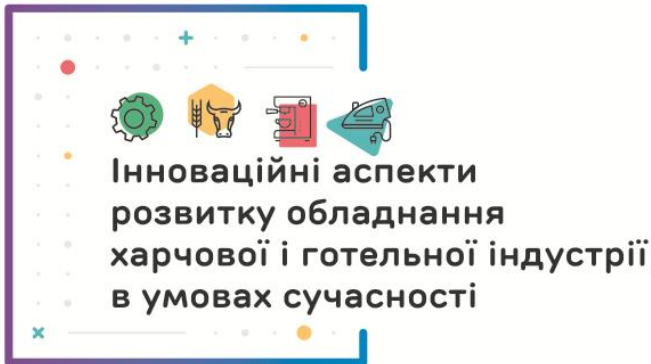 Інноваційні аспекти
розвитку обладнання
харчової і готельної індустрії
в умовах сучасності